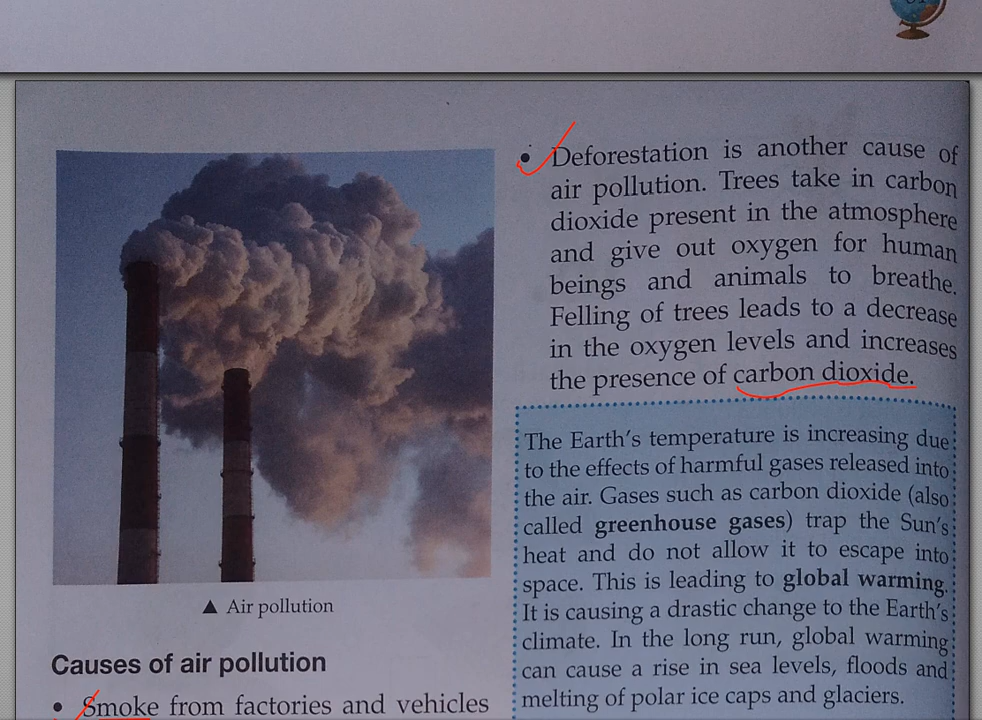 ▲ Air pollution
Causes of air pollution
• Smoke from factories and vehicles
• Deforestation is another cause of
air pollution. Trees take in carbon
dioxide present in the atmosphere
and give out oxygen for human
beings and animals to breathe.
Felling of trees leads to a decrease
in the oxygen levels and increases
the presence of carbon dioxide.
The Earth's temperature is increasing due
to the effects of harmful gases released into
the air. Gases such as carbon dioxide (also
called greenhouse gases) trap the Sun's
heat and do not allow it to escape into
space. This is leading to global warming.
It is causing a drastic change to the Earth's
climate. In the long run, global warming
can cause a rise in sea levels, floods and
melting of polar ice caps and glaciers.